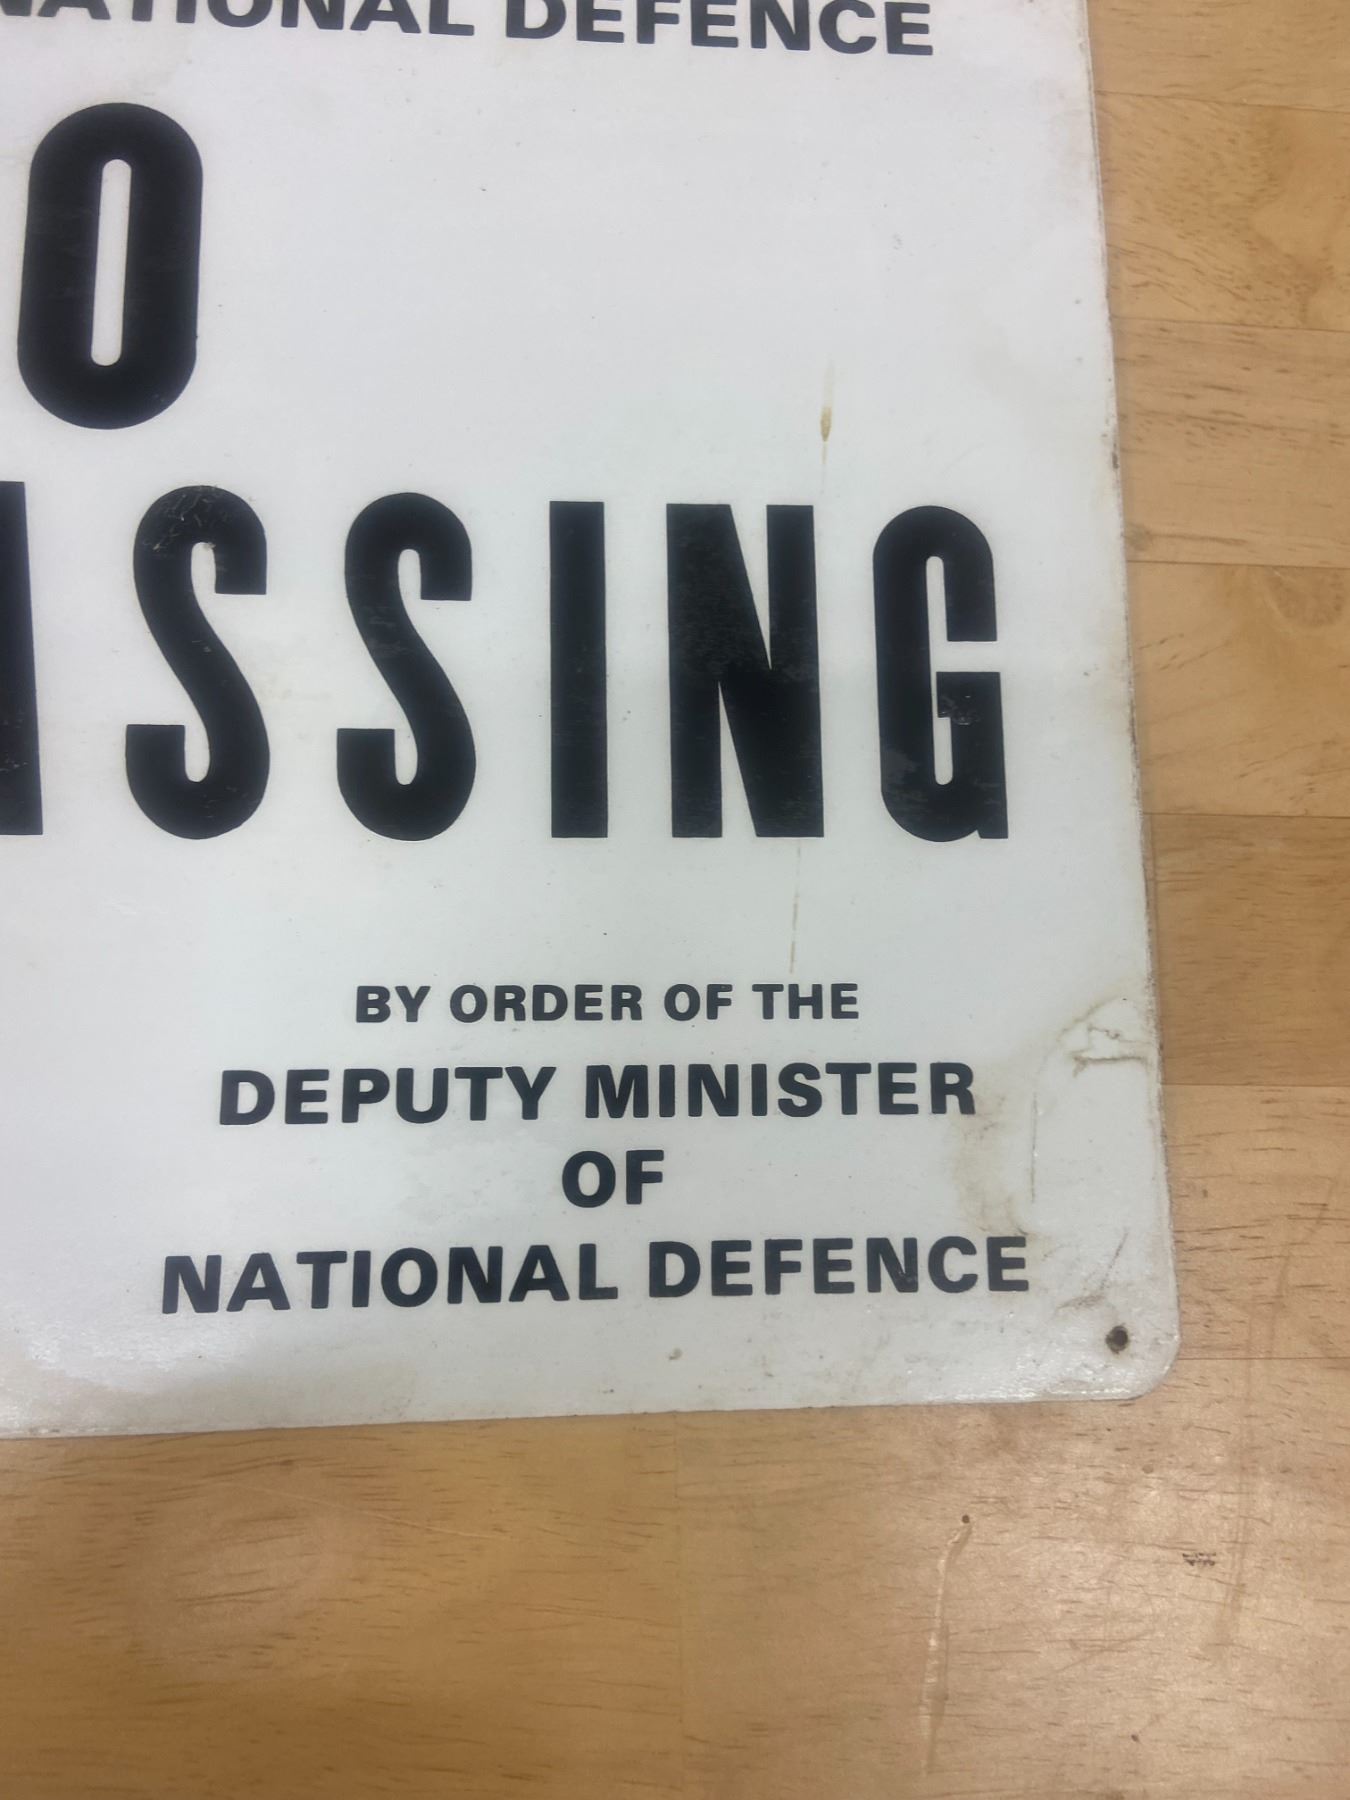 NATIONAL DEFENCE
O
ASSING
BY ORDER OF THE
DEPUTY MINISTER
OF
NATIONAL DEFENCE